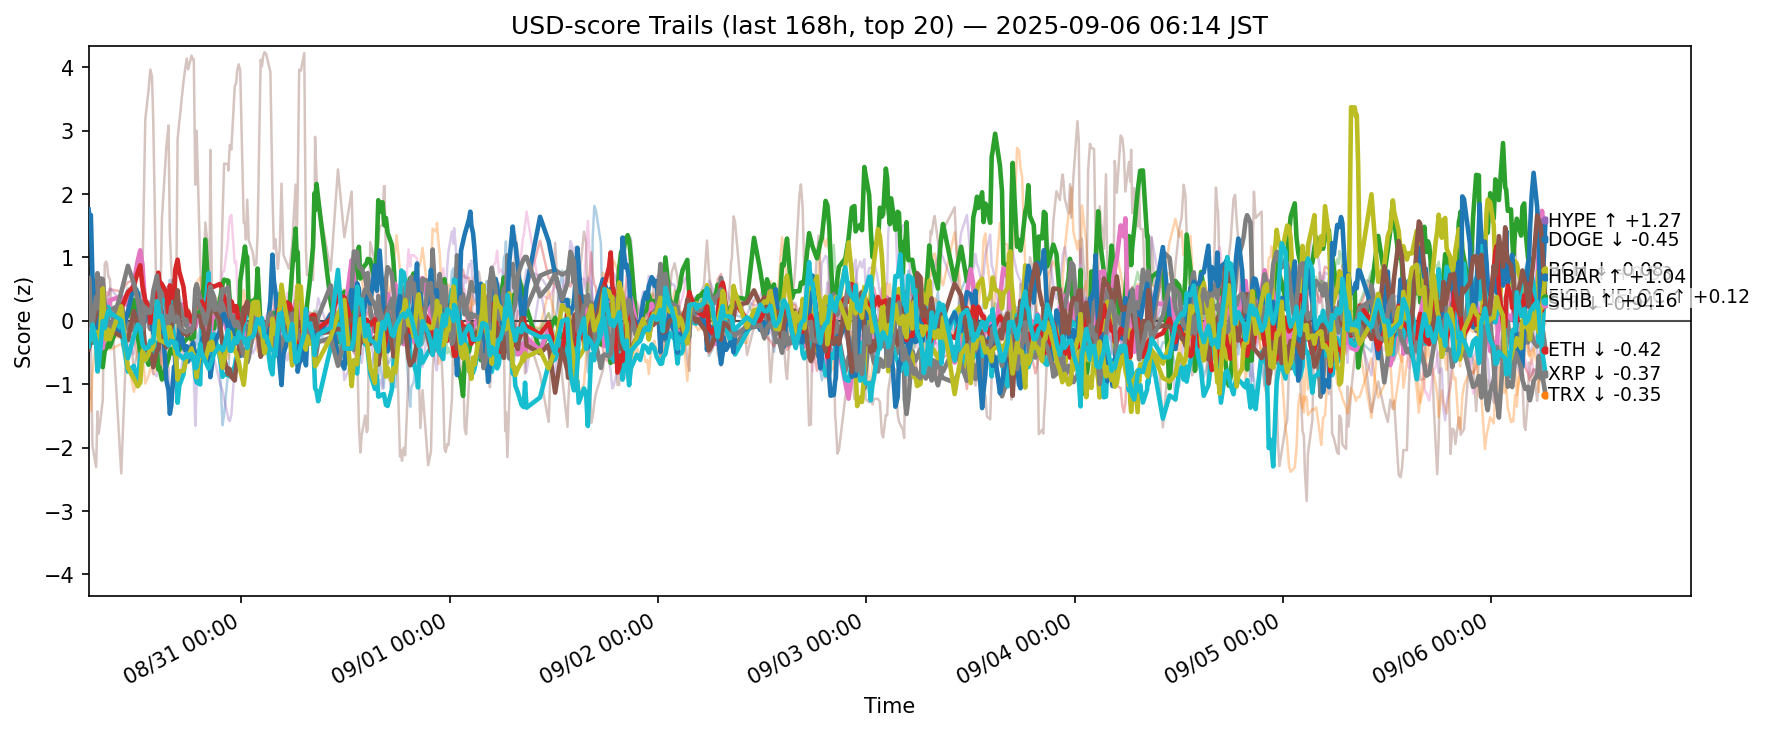 USD-score Trails (last 168h, top 20) — 2025-09-06 06:14 JST
Score (z)
4
3
2
1
0
−1
−2
−3
−4
HYPE ↑ +1.27
DOGE ↓ -0.45
BCH ↓ -0.08
HBAR ↑ +1.04
SHIB ↑ +0.16
↑ +0.12
ETH ↓ -0.42
XRP ↓ -0.37
TRX ↓ -0.35
08/31 00:00
09/01 00:00
09/02 00:00
09/03 00:00
09/04 00:00
09/05 00:00
09/06 00:00
Time